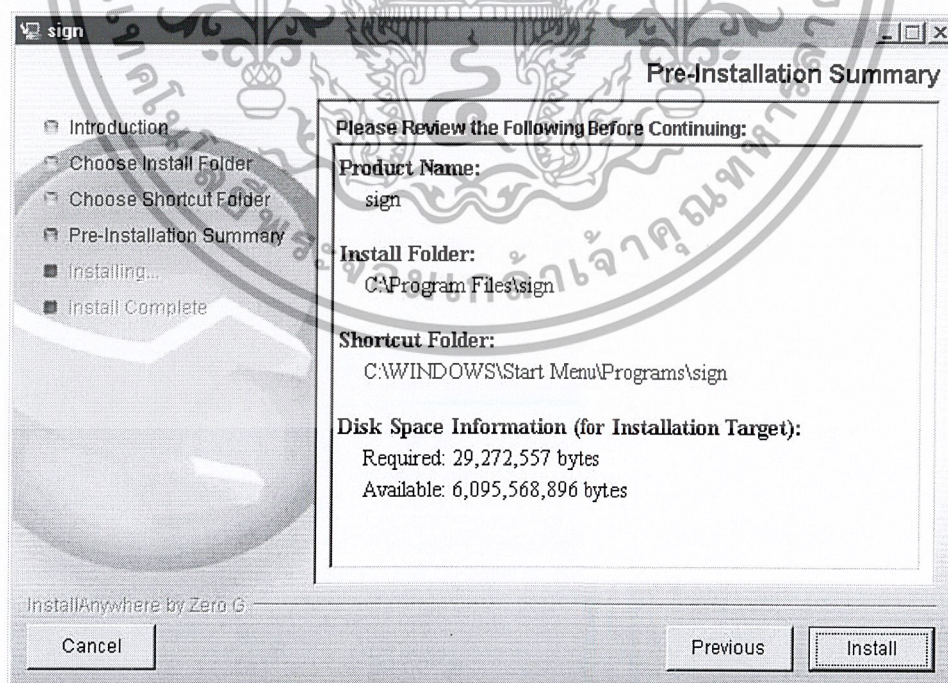 sign
Pre-Installation Summary
Introduction
Choose Install Folder
Choose Shortcut Folder
Pre-Installation Summary
Installing...
Install Complete
Please Review the Following Before Continuing:
Product Name:
sign
Install Folder:
C:\Program Files\sign
Shortcut Folder:
C:\WINDOWS\Start Menu\Programs\sign
Disk Space Information (for Installation Target):
Required: 29,272,557 bytes
Available: 6,095,568,896 bytes
InstallAnywhere by Zero G
Cancel
Previous
Install